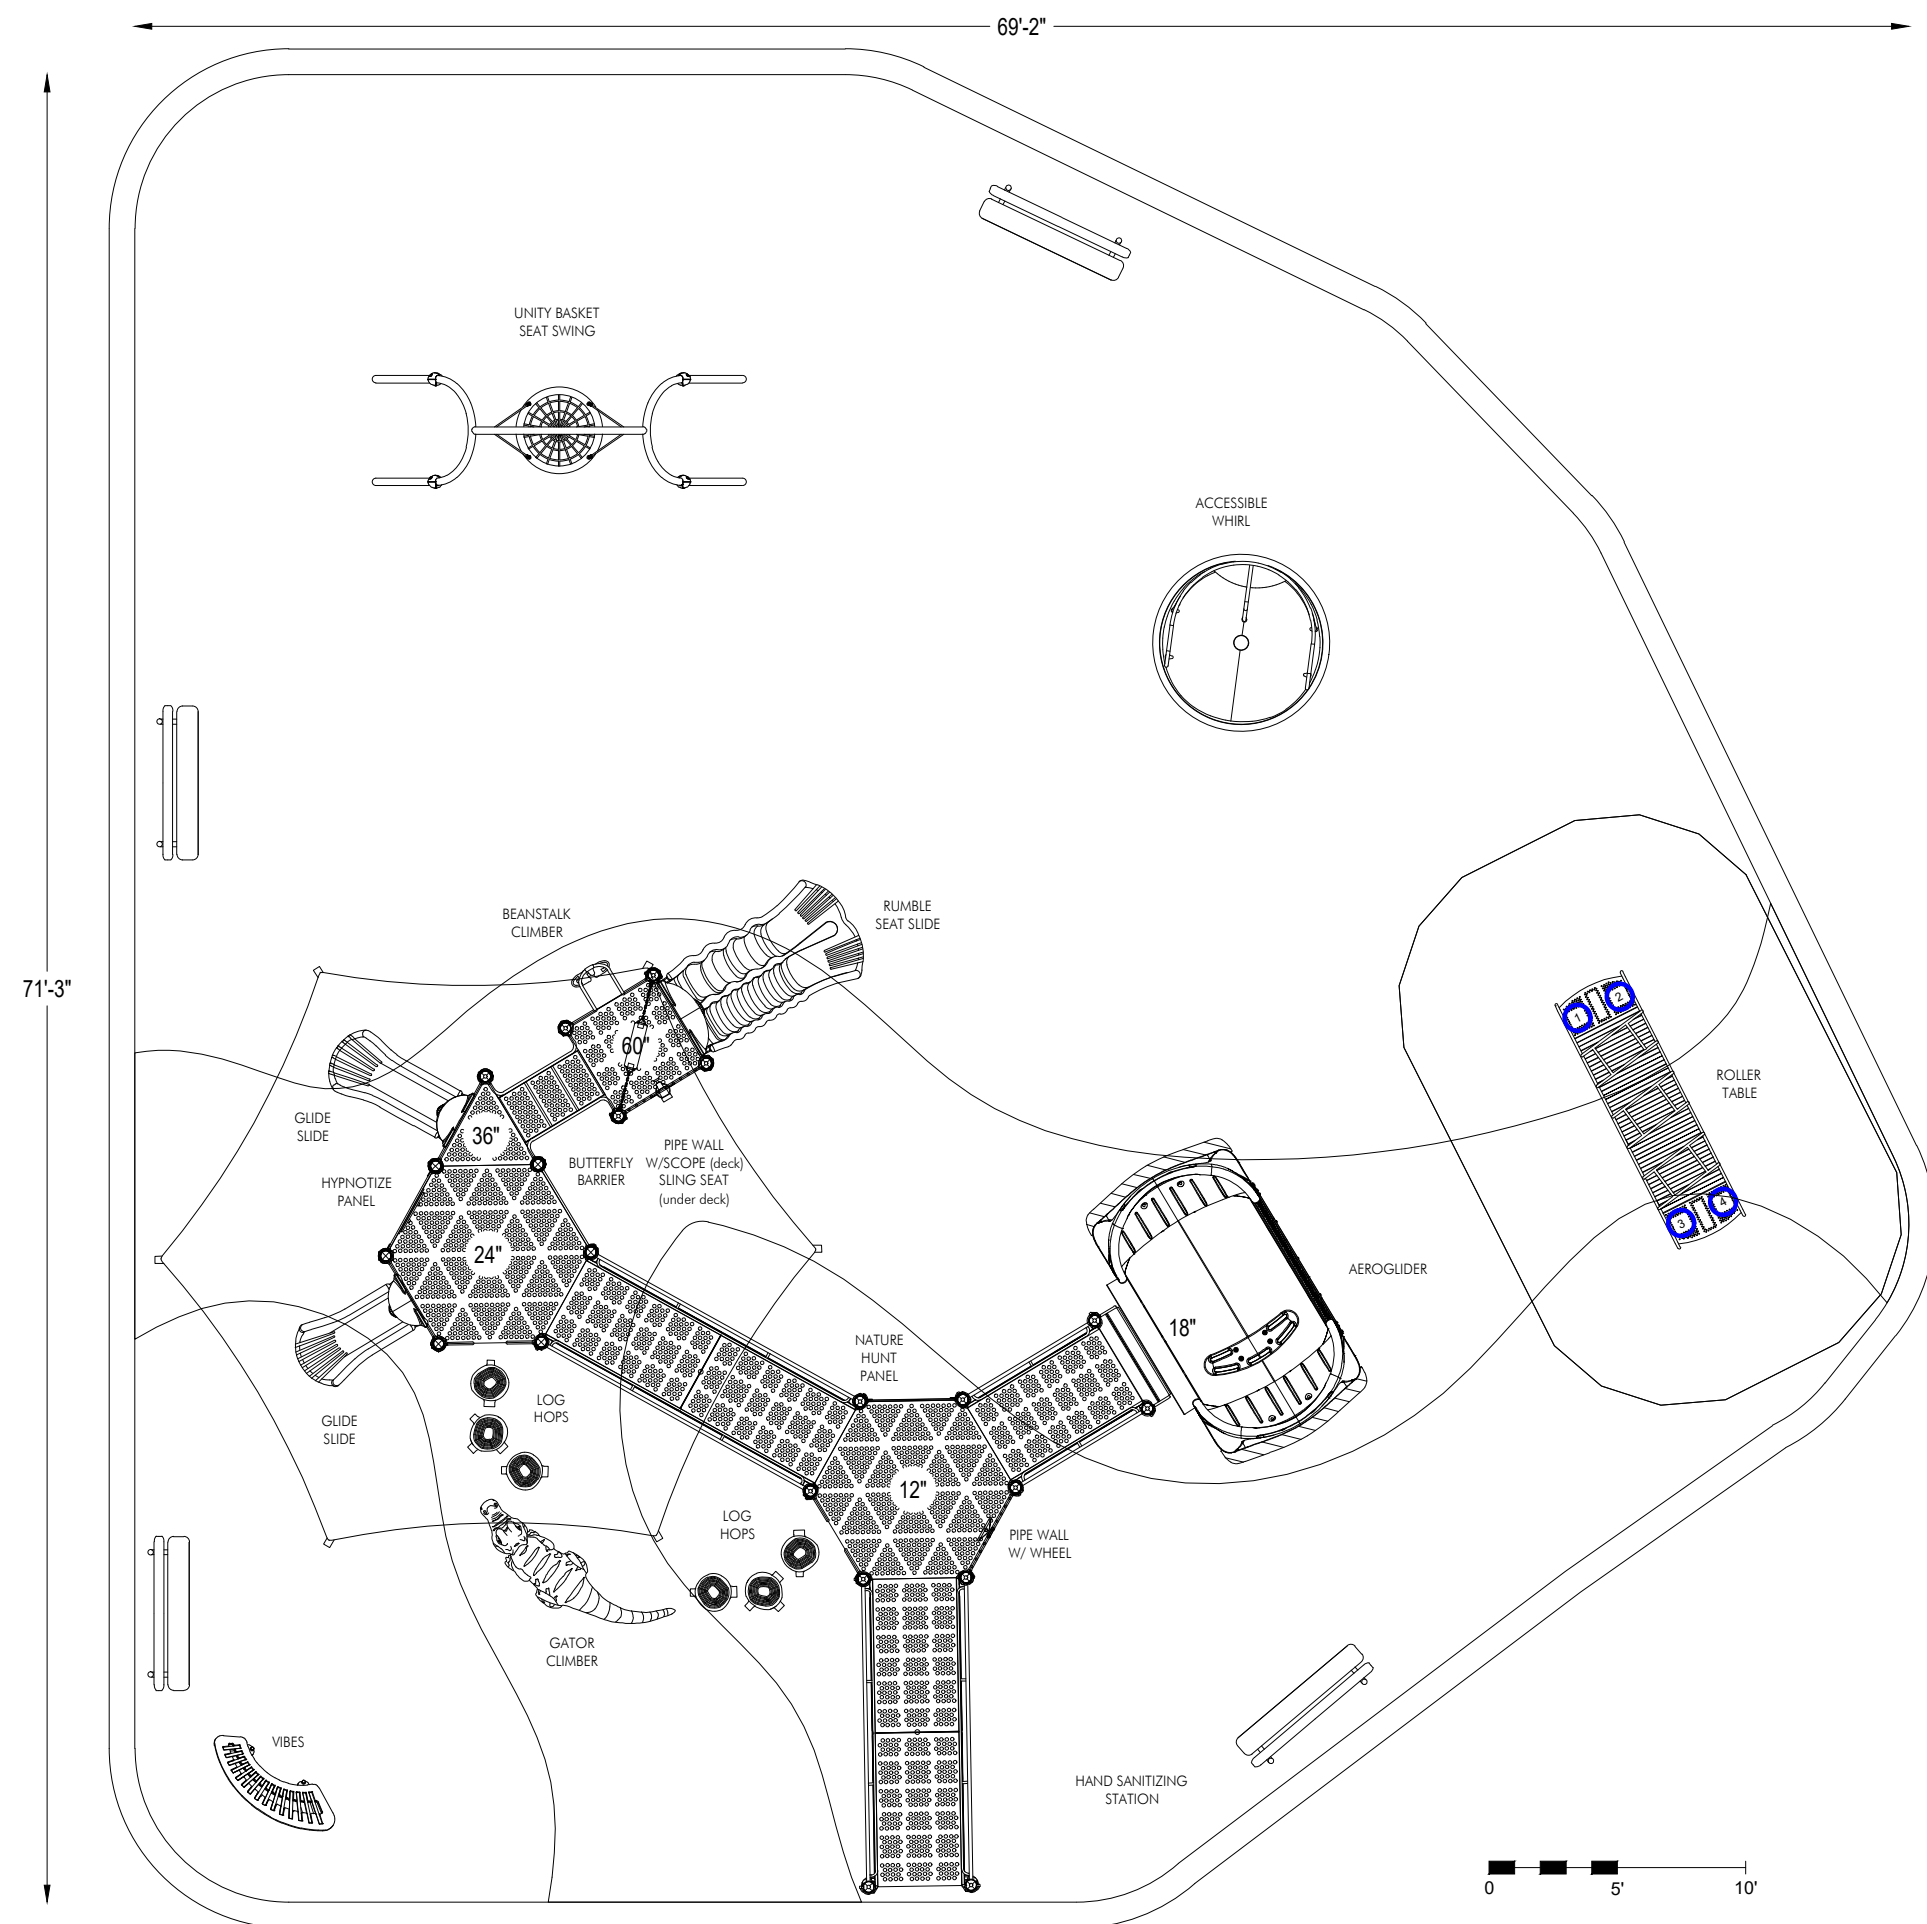 69'-2"
UNITY BASKET
SEAT SWING
ACCESSIBLE
WHIRL
BEANSTALK
CLIMBER
RUMBLE
SEAT SLIDE
71'-3"
1
2
60"
ROLLER
TABLE
GLIDE
SLIDE
36"
BUTTERFLY
BARRIER
PIPE WALL
W/SCOPE (deck)
SLING SEAT
(under deck)
HYPNOTIZE
PANEL
3
4
24"
AEROGLIDER
18"
NATURE
HUNT
PANEL
LOG
HOPS
GLIDE
SLIDE
12"
LOG
HOPS
PIPE WALL
W/ WHEEL
GATOR
CLIMBER
VIBES
HAND SANITIZING
STATION
0
5'
10'